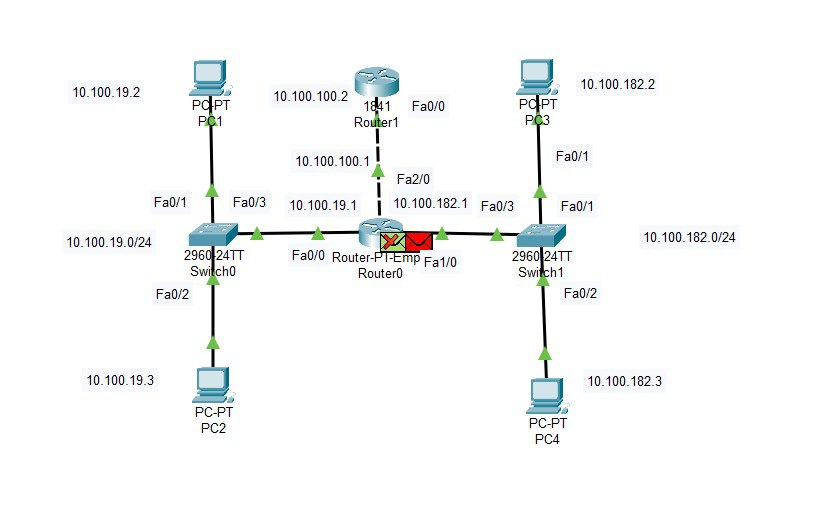 10.100.19.2
PC-PT
PC1
10.100.100.2
1841
Router1
Fa0/0
PC-PT
PC3
10.100.182.2
Fa0/1
10.100.100.1
Fa2/0
Fa0/1
Fa0/3
10.100.19.1
10.100.182.1
Fa0/3
Fa0/1
10.100.19.0/24
2960-24TT
Switch0
Fa0/0
Router-PT-Emp
Router0
Fa1/0
2960-24TT
Switch1
10.100.182.0/24
Fa0/2
Fa0/2
10.100.19.3
PC-PT
PC2
10.100.182.3
PC-PT
PC4